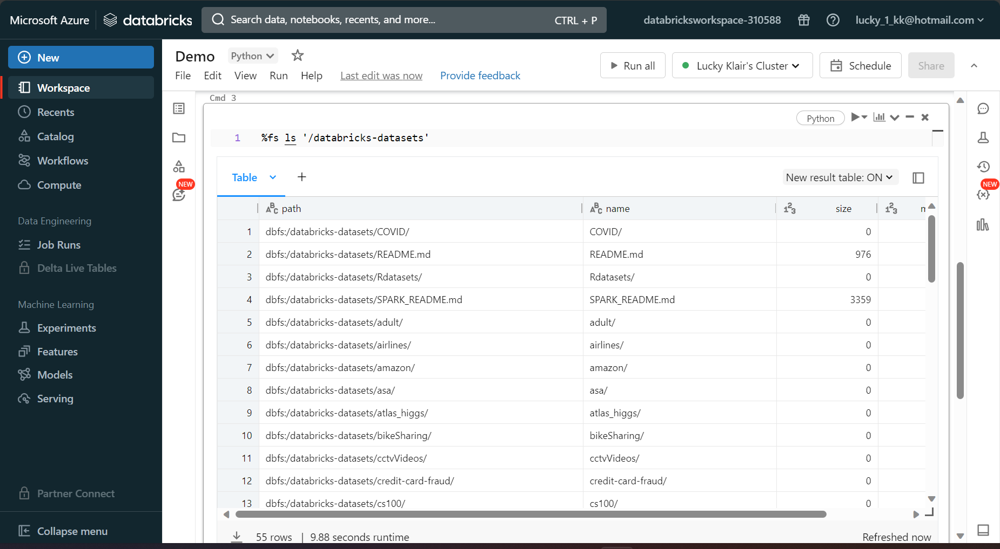 Microsoft Azure databricks Search data, notebooks, recents, and more... CTRL + P databricksworkspace-310588 lucky_1_kk@hotmail.com
New
Workspace
Recents
Catalog
Workflows
Compute
Data Engineering
Job Runs
Delta Live Tables
Machine Learning
Experiments
Features
Models
Serving
Partner Connect
Collapse menu
Demo Python
File Edit View Run Help Last edit was now Provide feedback
Run all Lucky Klair's Cluster Schedule Share
NEW
Cmd 3
Python
1 %fs ls '/databricks-datasets'
Table + New result table: ON
path name size
1 dbfs:/databricks-datasets/COVID/ COVID/ 0
2 dbfs:/databricks-datasets/README.md README.md 976
3 dbfs:/databricks-datasets/Rdatasets/ Rdatasets/ 0
4 dbfs:/databricks-datasets/SPARK_README.md SPARK_README.md 3359
5 dbfs:/databricks-datasets/adult/ adult/ 0
6 dbfs:/databricks-datasets/airlines/ airlines/ 0
7 dbfs:/databricks-datasets/amazon/ amazon/ 0
8 dbfs:/databricks-datasets/asa/ asa/ 0
9 dbfs:/databricks-datasets/atlas_higgs/ atlas_higgs/ 0
10 dbfs:/databricks-datasets/bikeSharing/ bikeSharing/ 0
11 dbfs:/databricks-datasets/cctvVideos/ cctvVideos/ 0
12 dbfs:/databricks-datasets/credit-card-fraud/ credit-card-fraud/ 0
13 dbfs:/databricks-datasets/cs100/ cs100/ 0
55 rows | 9.88 seconds runtime Refreshed now
NEW